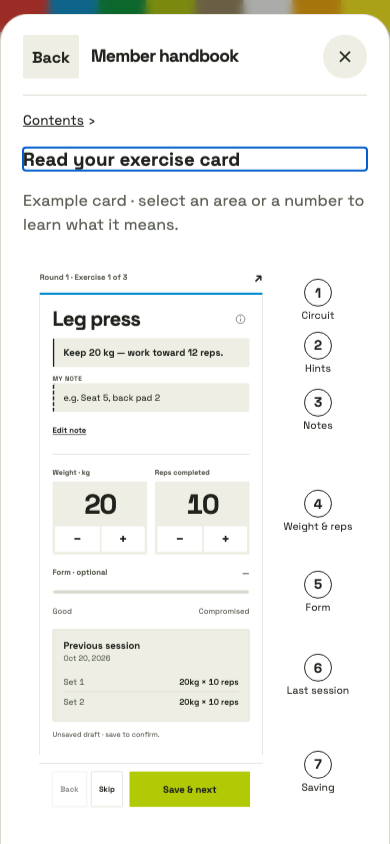 Back
Member handbook
Contents >
Read your exercise card
Example card · select an area or a number to
learn what it means.
Round 1 · Exercise 1 of 3
Leg press
Keep 20 kg — work toward 12 reps.
MY NOTE
e.g. Seat 5, back pad 2
Edit note
Weight · kg
Reps completed
20
10
− +
− +
Form · optional
—
Good
Compromised
Previous session
Oct 20, 2026
Set 1 20kg × 10 reps
Set 2 20kg × 10 reps
Unsaved draft · save to confirm.
Back
Skip
Save & next
1
Circuit
2
Hints
3
Notes
4
Weight & reps
5
Form
6
Last session
7
Saving